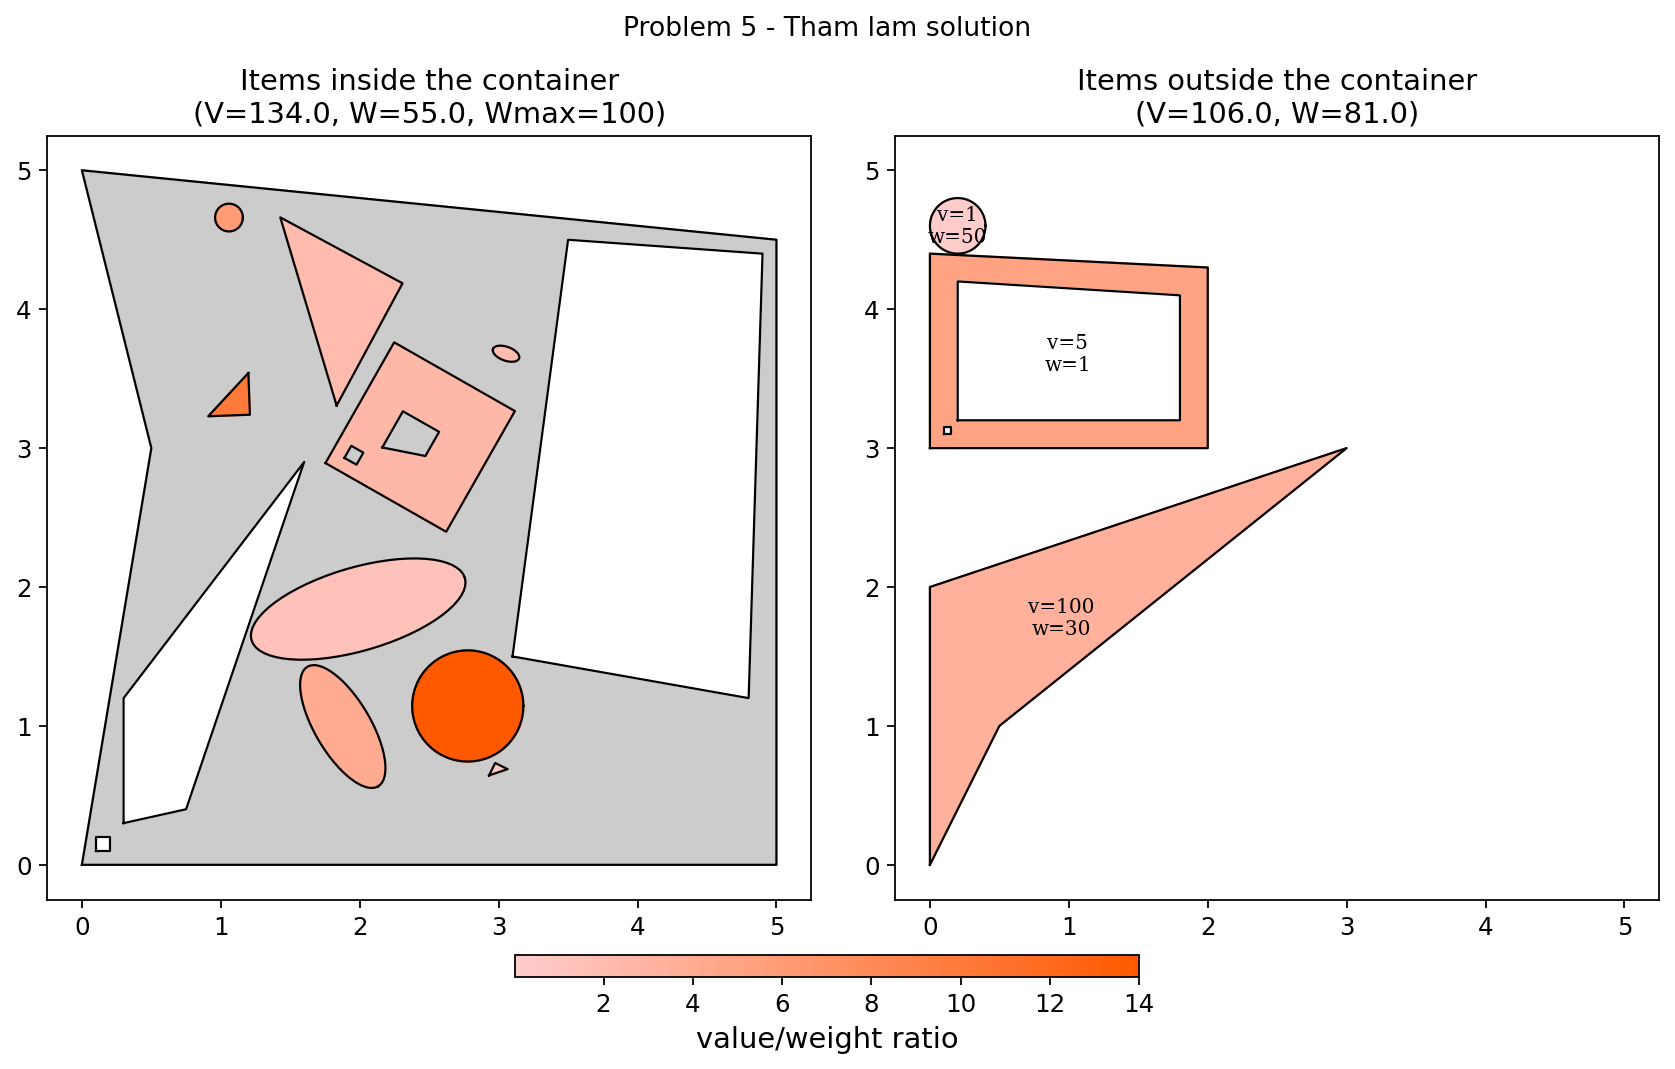 Problem 5 - Tham lam solution
Items inside the container
(V=134.0, W=55.0, Wmax=100)
5
4
3
2
1
0
0 1 2 3 4 5
Items outside the container
(V=106.0, W=81.0)
5
4
3
2
1
0
v=1
w=50
v=5
w=1
v=100
w=30
0 1 2 3 4 5
2 4 6 8 10 12 14
value/weight ratio